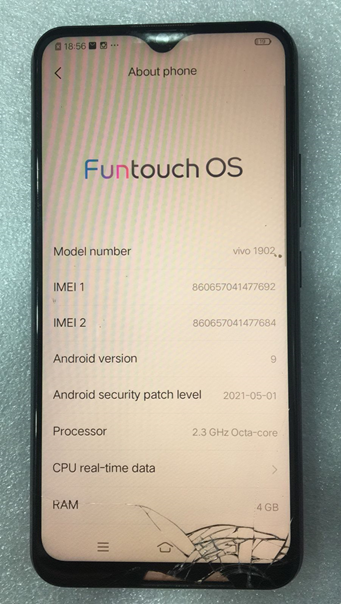 18:56
About phone
Funtouch OS
Model number vivo 1902
IMEI 1 860657041477692
IMEI 2 860657041477684
Android version 9
Android security patch level 2021-05-01
Processor 2.3 GHz Octa-core
CPU real-time data
RAM 4 GB